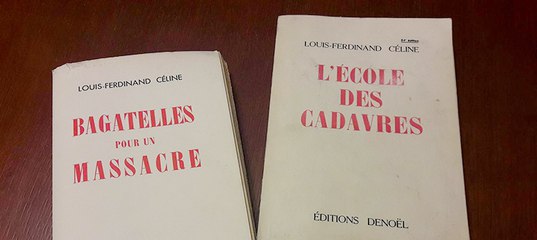 LOUIS-FERDINAND CÉLINE
BAGATELLES
POUR UN
MASSACRE
LOUIS-FERDINAND CÉLINE
L'ÉCOLE
DES
CADAVRES
ÉDITIONS DENOËL